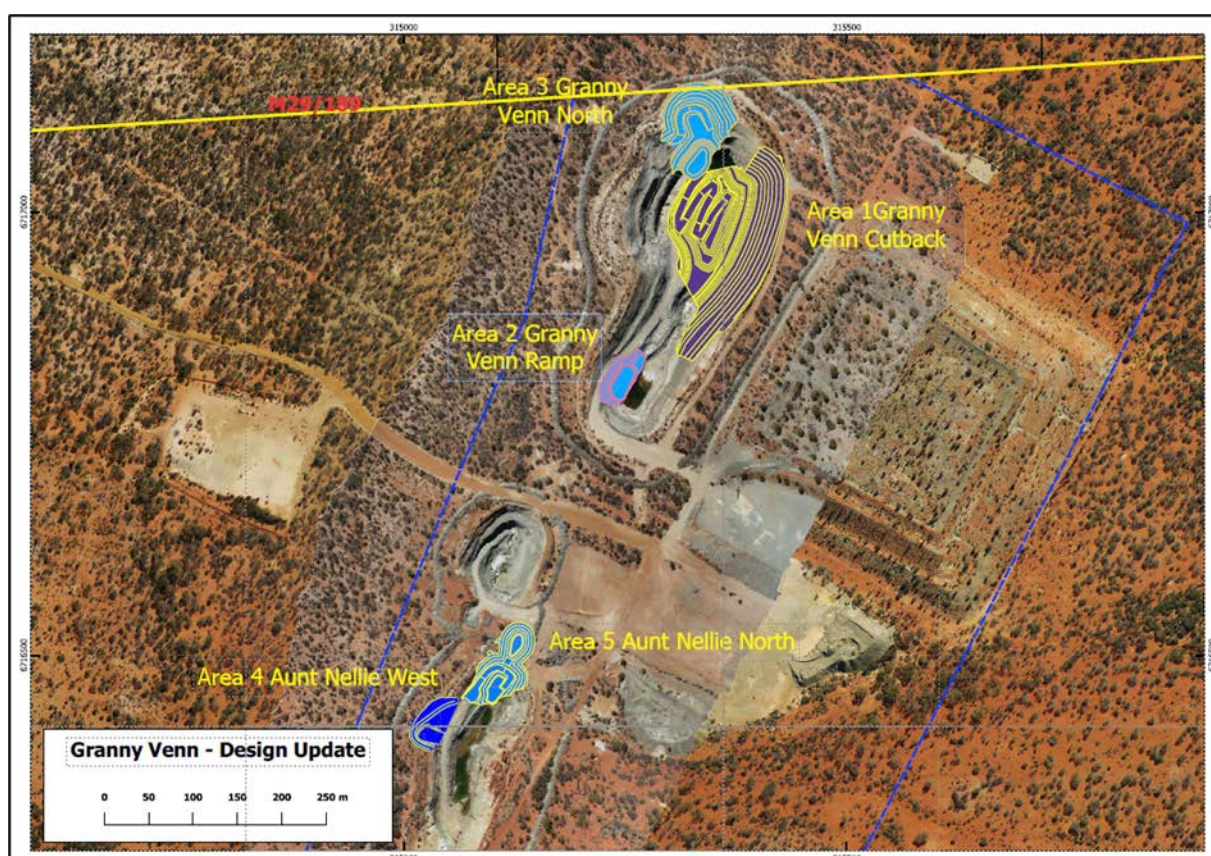 315000
315500
Area 3 Granny
Venn North
M29/189
6717000
Area 1Granny
Venn Cutback
Area 2 Granny
Venn Ramp
6716500
Area 5 Aunt Nellie North
Area 4 Aunt Nellie West
Granny Venn - Design Update
0 50 100 150 200 250 m